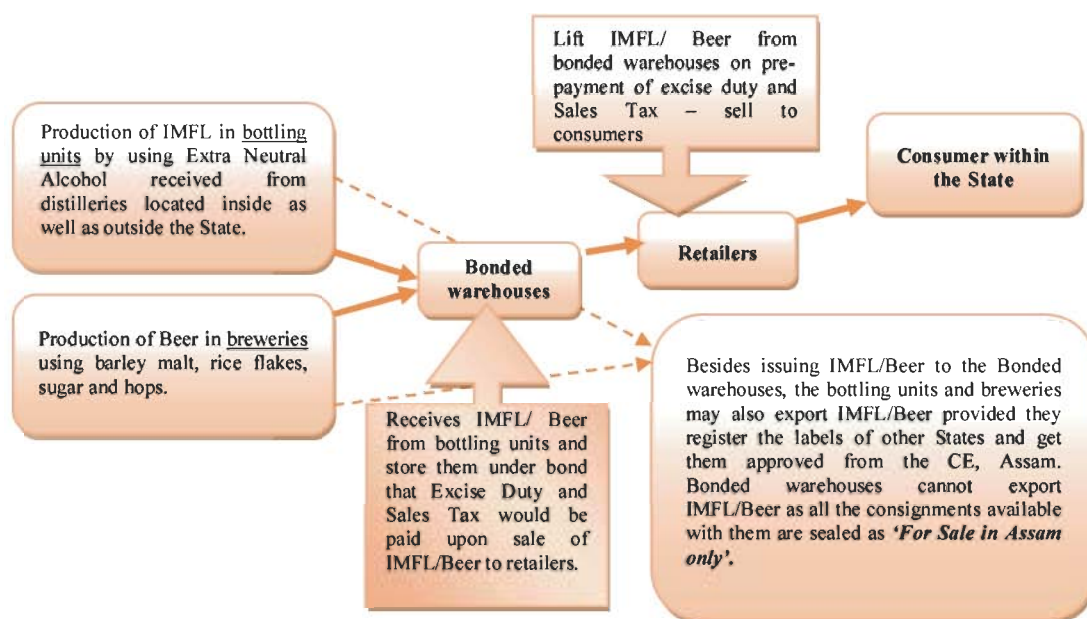 Lift IMFL/ Beer from
bonded warehouses on pre-
payment of excise duty and
Sales Tax – sell to
consumers
Production of IMFL in bottling
units by using Extra Neutral
Alcohol received from
distilleries located inside as
well as outside the State.
Consumer within
the State
Retailers
Bonded
warehouses
Production of Beer in breweries
using barley malt, rice flakes,
sugar and hops.
Receives IMFL/ Beer
from bottling units and
store them under bond
that Excise Duty and
Sales Tax would be
paid upon sale of
IMFL/Beer to retailers.
Besides issuing IMFL/Beer to the Bonded
warehouses, the bottling units and breweries
may also export IMFL/Beer provided they
register the labels of other States and get
them approved from the CE, Assam.
Bonded warehouses cannot export
IMFL/Beer as all the consignments available
with them are sealed as ‘For Sale in Assam
only’.